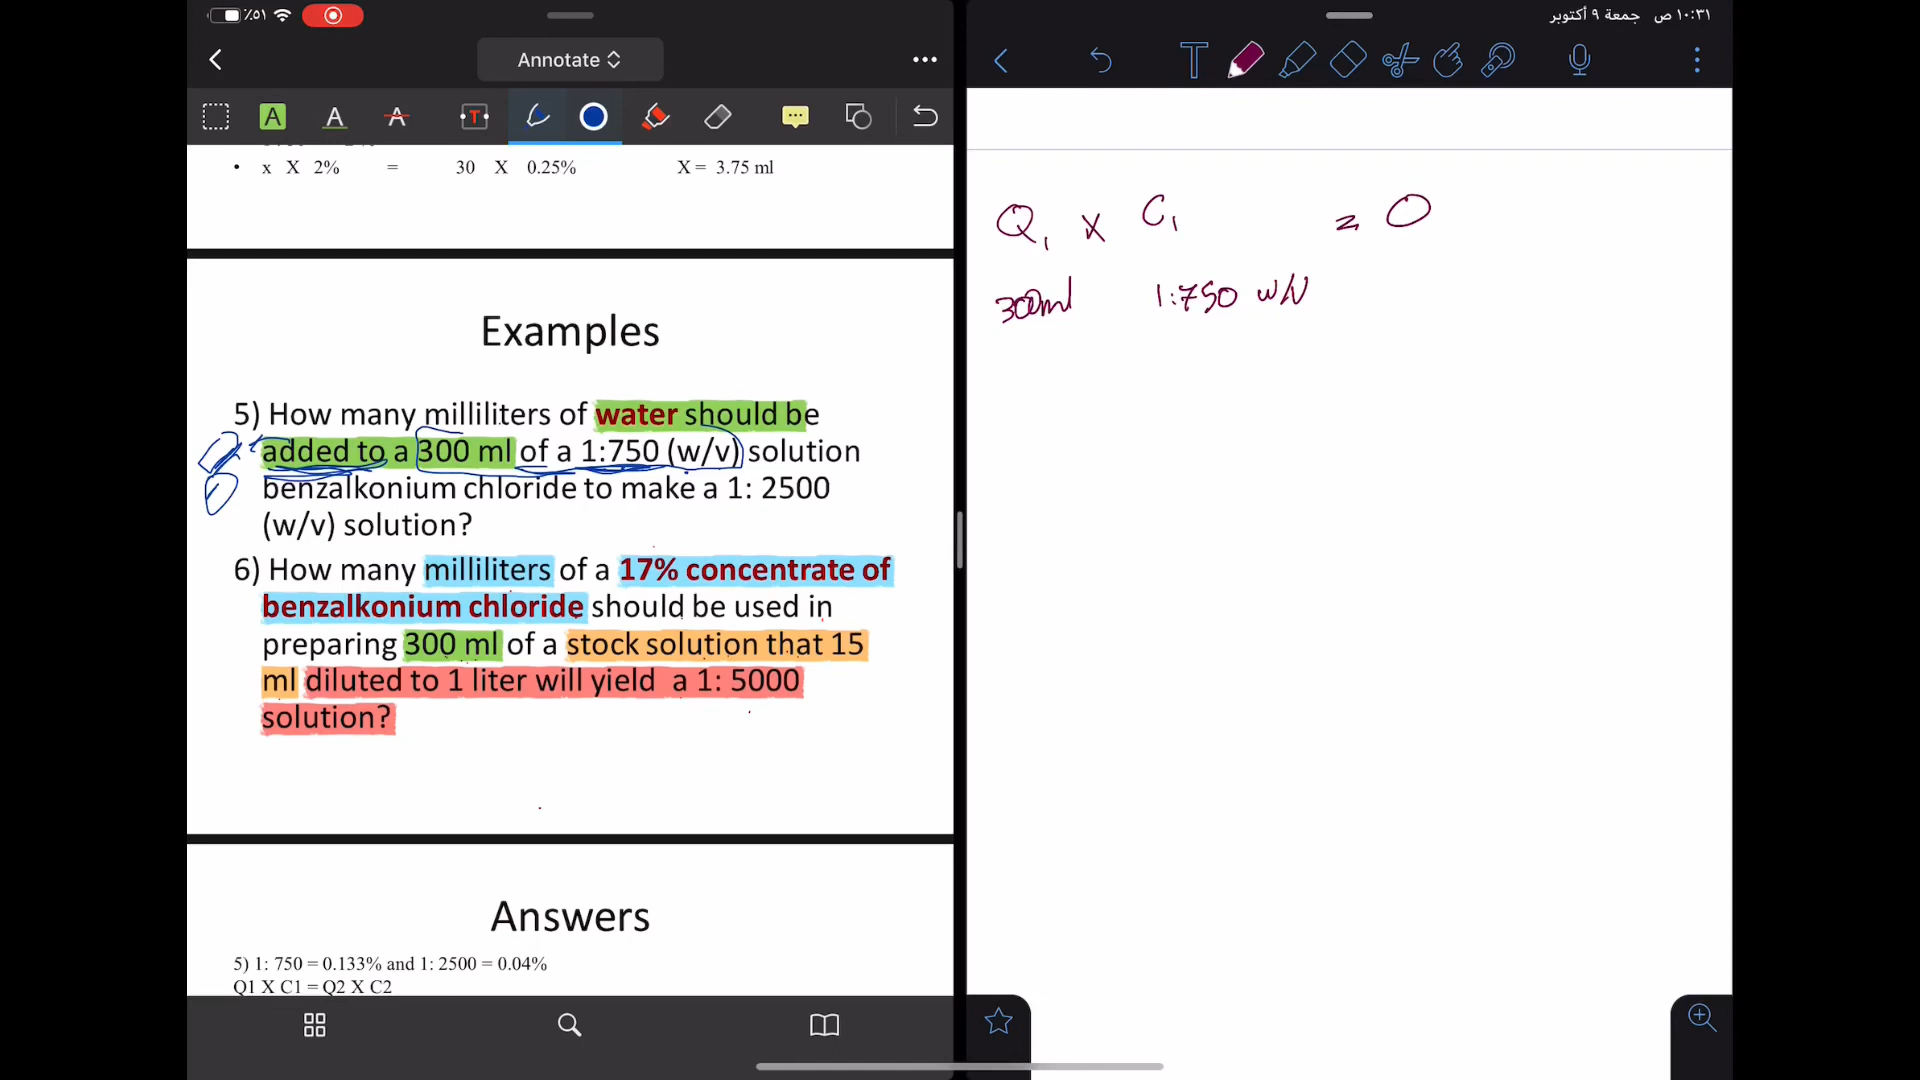 ٪٥١
Annotate
• x X 2% = 30 X 0.25% X = 3.75 ml
Examples
5) How many milliliters of water should be
added to a 300 ml of a 1:750 (w/v) solution
benzalkonium chloride to make a 1: 2500
(w/v) solution?
6) How many milliliters of a 17% concentrate of
benzalkonium chloride should be used in
preparing 300 ml of a stock solution that 15
ml diluted to 1 liter will yield a 1: 5000
solution?
Answers
5) 1: 750 = 0.133% and 1: 2500 = 0.04%
Q1 X C1 = Q2 X C2
١٠:٣١ ص جمعة ٩ أكتوبر
Q1 x C1 =
300ml 1:750 w/v